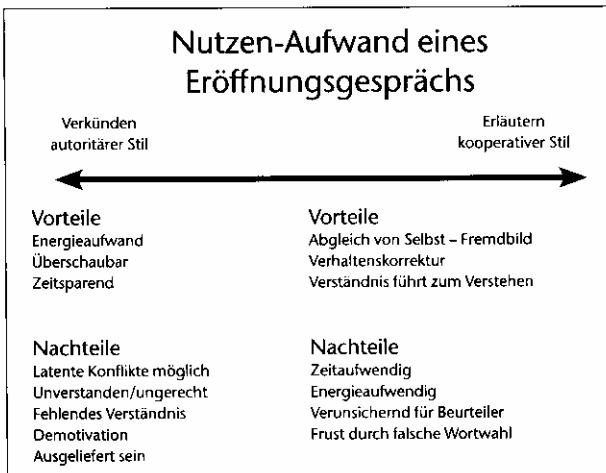 Nutzen-Aufwand eines
Eröffnungsgesprächs
Verkünden
autoritärer Stil
Erläutern
kooperativer Stil
Vorteile
Energieaufwand
Überschaubar
Zeitsparend
Vorteile
Abgleich von Selbst – Fremdbild
Verhaltenskorrektur
Verständnis führt zum Verstehen
Nachteile
Latente Konflikte möglich
Unverstanden/ungerecht
Fehlendes Verständnis
Demotivation
Ausgeliefert sein
Nachteile
Zeitaufwendig
Energieaufwendig
Verunsichernd für Beurteiler
Frust durch falsche Wortwahl